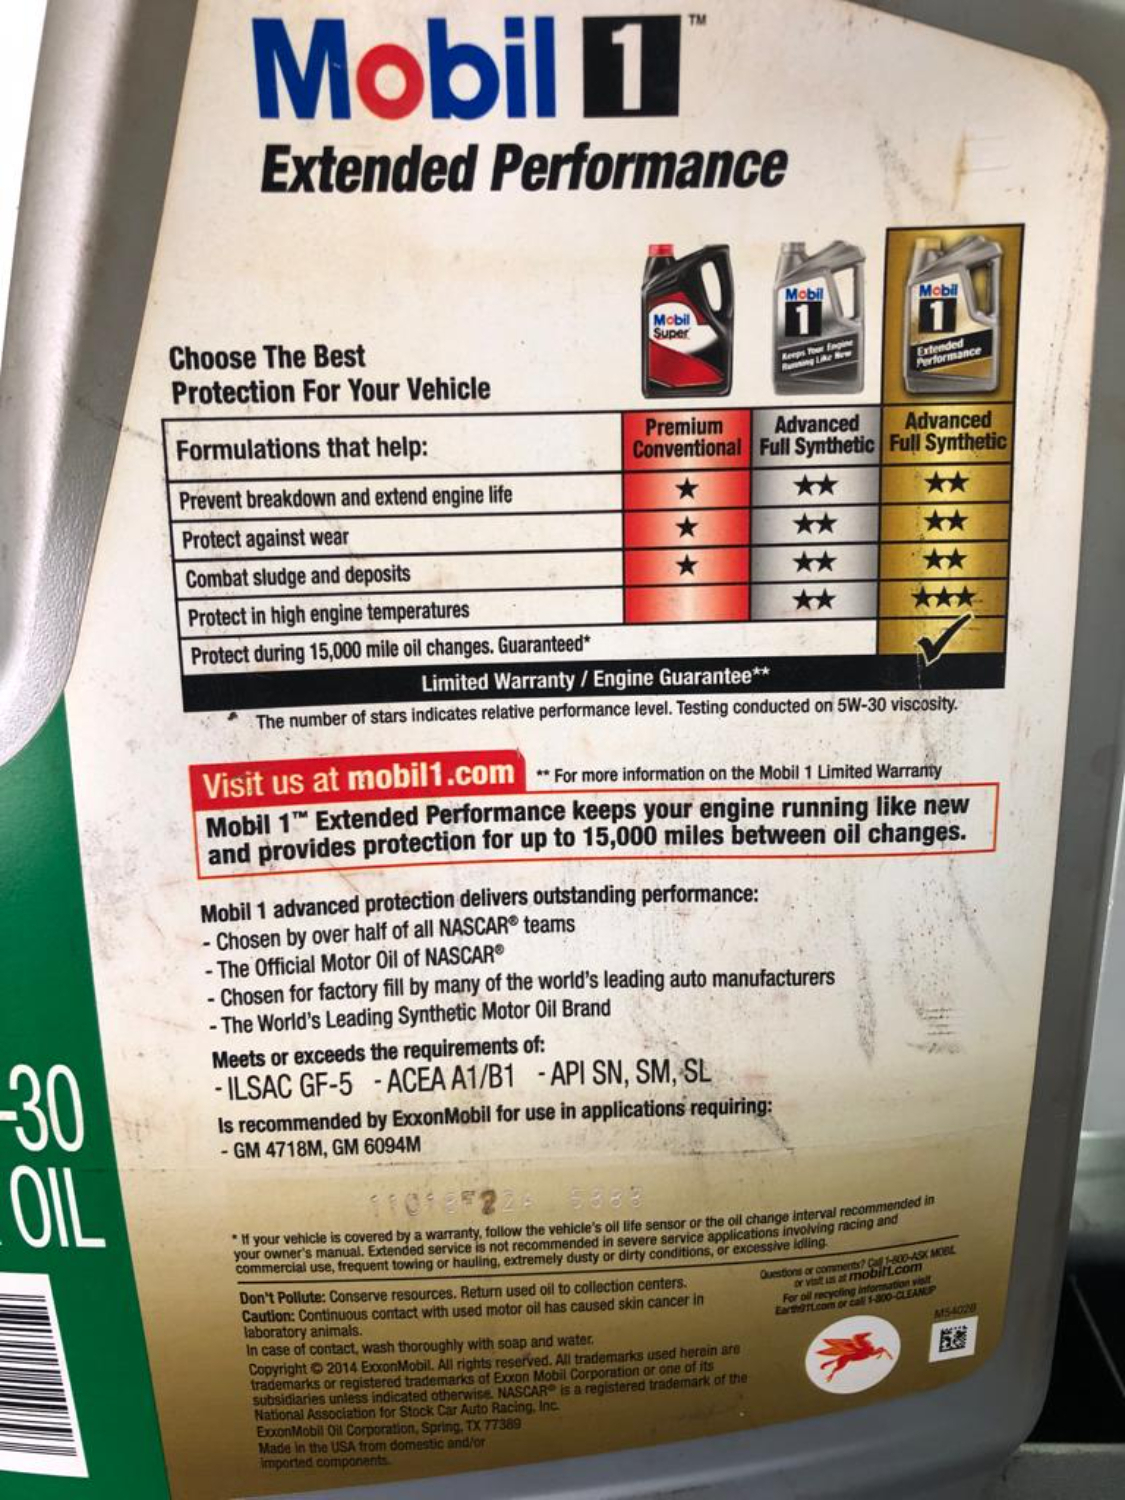 Mobil 1™
Extended Performance
Mobil
Super
Mobil
1
Keeps Your Engine
Running Like New
Mobil
1
Extended
Performance
Choose The Best
Protection For Your Vehicle
Formulations that help:
Premium
Conventional
Advanced
Full Synthetic
Advanced
Full Synthetic
Prevent breakdown and extend engine life ★ ★★ ★★
Protect against wear ★ ★★ ★★
Combat sludge and deposits ★ ★★ ★★
Protect in high engine temperatures ★★ ★★★
Protect during 15,000 mile oil changes. Guaranteed* ✓
Limited Warranty / Engine Guarantee**
The number of stars indicates relative performance level. Testing conducted on 5W-30 viscosity.
Visit us at mobil1.com ** For more information on the Mobil 1 Limited Warranty
Mobil 1™ Extended Performance keeps your engine running like new
and provides protection for up to 15,000 miles between oil changes.
Mobil 1 advanced protection delivers outstanding performance:
- Chosen by over half of all NASCAR® teams
- The Official Motor Oil of NASCAR®
- Chosen for factory fill by many of the world's leading auto manufacturers
- The World's Leading Synthetic Motor Oil Brand
Meets or exceeds the requirements of:
- ILSAC GF-5 - ACEA A1/B1 - API SN, SM, SL
Is recommended by ExxonMobil for use in applications requiring:
- GM 4718M, GM 6094M
-30
OIL
* If your vehicle is covered by a warranty, follow the vehicle's oil life sensor or the oil change interval recommended in
your owner's manual. Extended service is not recommended in severe service applications involving racing and
commercial use, frequent towing or hauling, extremely dusty or dirty conditions, or excessive idling.
Don't Pollute: Conserve resources. Return used oil to collection centers.
Caution: Continuous contact with used motor oil has caused skin cancer in
laboratory animals.
In case of contact, wash thoroughly with soap and water.
Copyright © 2014 ExxonMobil. All rights reserved. All trademarks used herein are
trademarks or registered trademarks of Exxon Mobil Corporation or one of its
subsidiaries unless indicated otherwise. NASCAR® is a registered trademark of the
National Association for Stock Car Auto Racing, Inc.
ExxonMobil Oil Corporation, Spring, TX 77389
Made in the USA from domestic and/or
imported components.
Questions or comments? Call 1-800-ASK MOBIL
or visit us at mobil1.com
For oil recycling information visit
Earth911.com or call 1-800-CLEANUP
M5402B